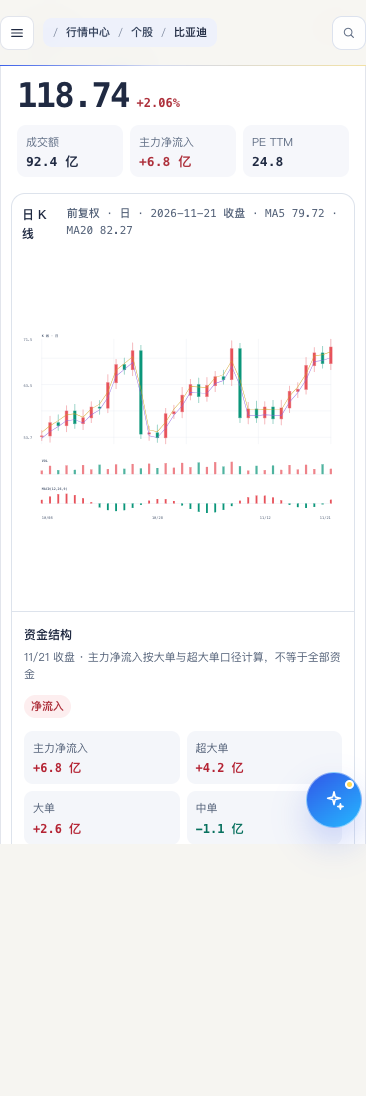 / 行情中心 / 个股 / 比亚迪
118.74 +2.06%
成交额
92.4 亿
主力净流入
+6.8 亿
PE TTM
24.8
日 K 线
前复权 · 日 · 2026-11-21 收盘 · MA5 79.72 ·
MA20 82.27
资金结构
11/21 收盘 · 主力净流入按大单与超大单口径计算, 不等于全部资
金
净流入
主力净流入
+6.8 亿
超大单
+4.2 亿
大单
+2.6 亿
中单
-1.1 亿